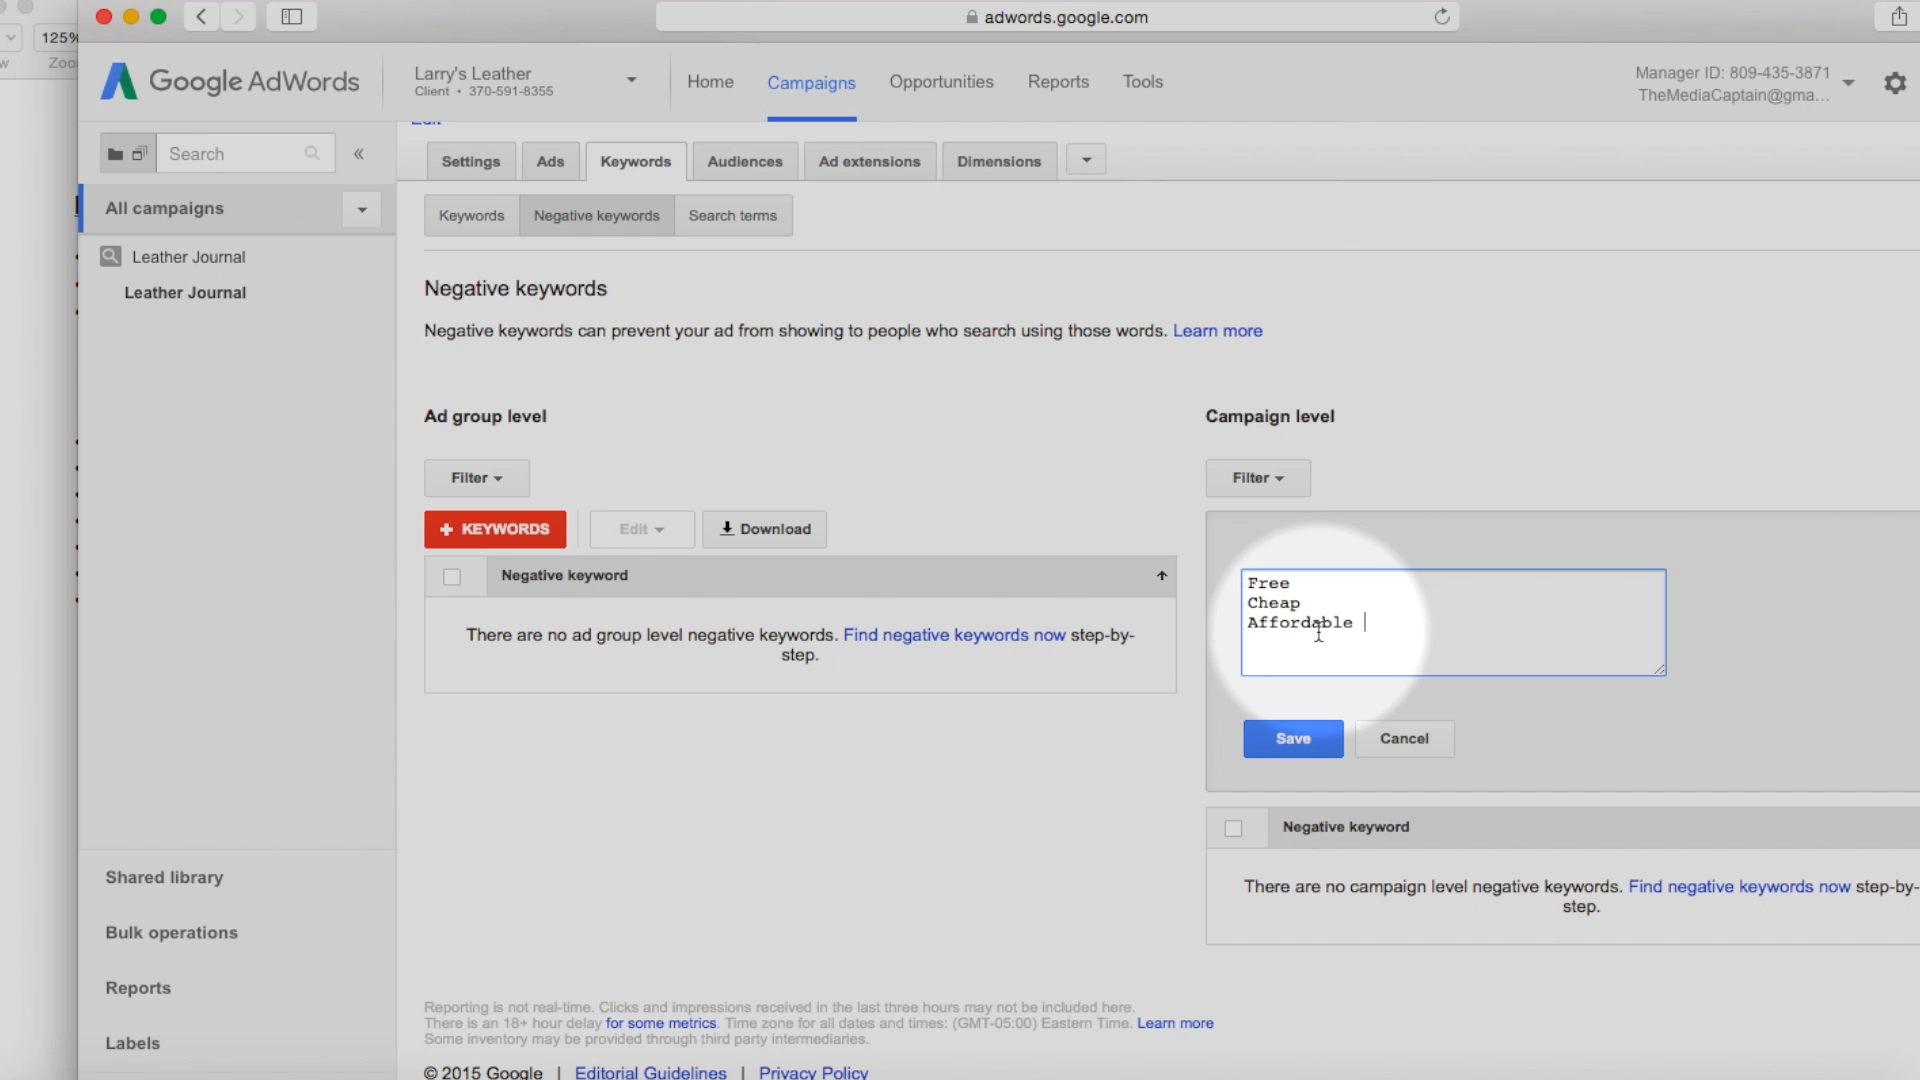 125%
adwords.google.com
Google AdWords
Larry's Leather
Client • 370-591-8355
Home
Campaigns
Opportunities
Reports
Tools
Manager ID: 809-435-3871
TheMediaCaptain@gma...
Search
«
Settings
Ads
Keywords
Audiences
Ad extensions
Dimensions
All campaigns
Keywords
Negative keywords
Search terms
Leather Journal
Leather Journal
Negative keywords
Negative keywords can prevent your ad from showing to people who search using those words. Learn more
Ad group level
Campaign level
Filter
Filter
+ KEYWORDS
Edit
Download
Negative keyword
There are no ad group level negative keywords. Find negative keywords now step-by-
step.
Free
Cheap
Affordable
Save
Cancel
Negative keyword
There are no campaign level negative keywords. Find negative keywords now step-by-
step.
Shared library
Bulk operations
Reports
Labels
Reporting is not real-time. Clicks and impressions received in the last three hours may not be included here.
There is an 18+ hour delay for some metrics. Time zone for all dates and times: (GMT-05:00) Eastern Time. Learn more
Some inventory may be provided through third party intermediaries.
© 2015 Google | Editorial Guidelines | Privacy Policy